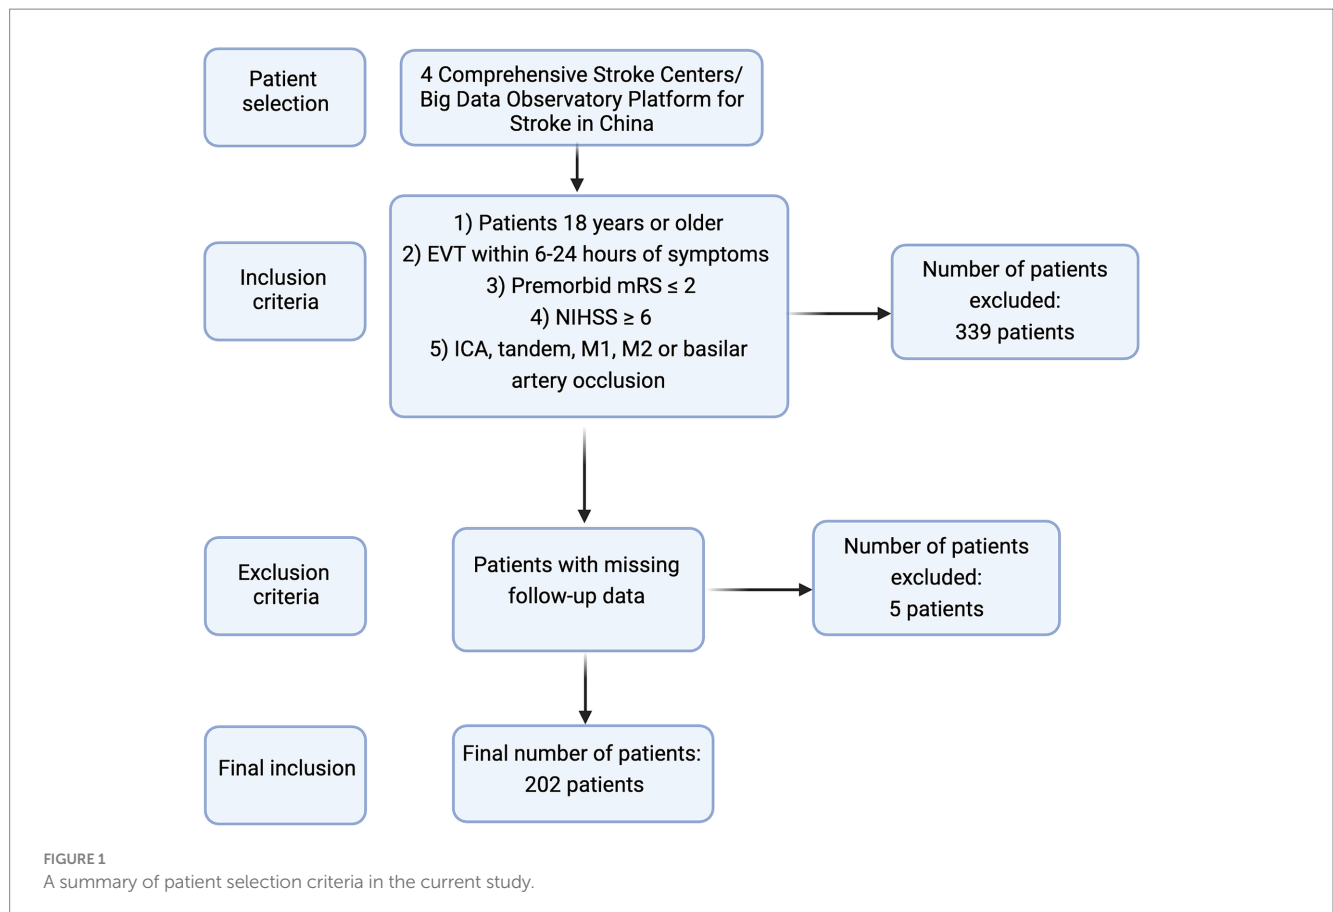 Patient
selection
4 Comprehensive Stroke Centers/
Big Data Observatory Platform for
Stroke in China
Inclusion
criteria
1) Patients 18 years or older
2) EVT within 6-24 hours of symptoms
3) Premorbid mRS ≤ 2
4) NIHSS ≥ 6
5) ICA, tandem, M1, M2 or basilar
artery occlusion
Number of patients
excluded:
339 patients
Exclusion
criteria
Patients with missing
follow-up data
Number of patients
excluded:
5 patients
Final inclusion
Final number of patients:
202 patients
FIGURE 1
A summary of patient selection criteria in the current study.